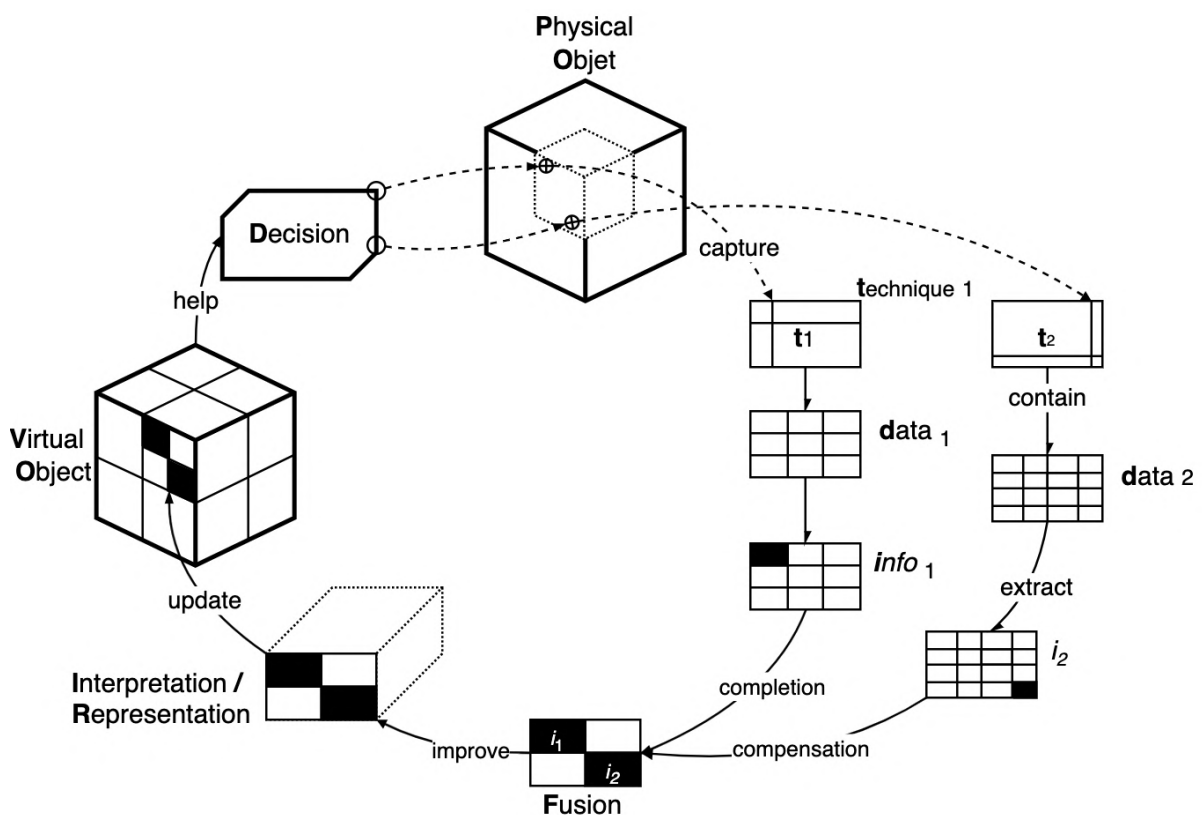 Physical
Objet
Decision
capture
help
technique 1
t1
t2
contain
Virtual
Object
data 1
data 2
info 1
extract
update
i2
Interpretation /
Representation
completion
i1
improve
compensation
i2
Fusion